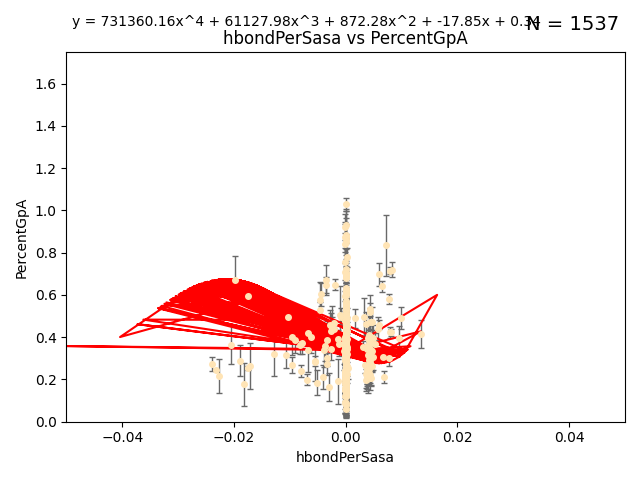 y = 731360.16x^4 + 61127.98x^3 + 872.28x^2 + -17.85x + 0.34
N = 1537
hbondPerSasa vs PercentGpA
PercentGpA
1.6
1.4
1.2
1.0
0.8
0.6
0.4
0.2
0.0
−0.04
−0.02
0.00
0.02
0.04
hbondPerSasa